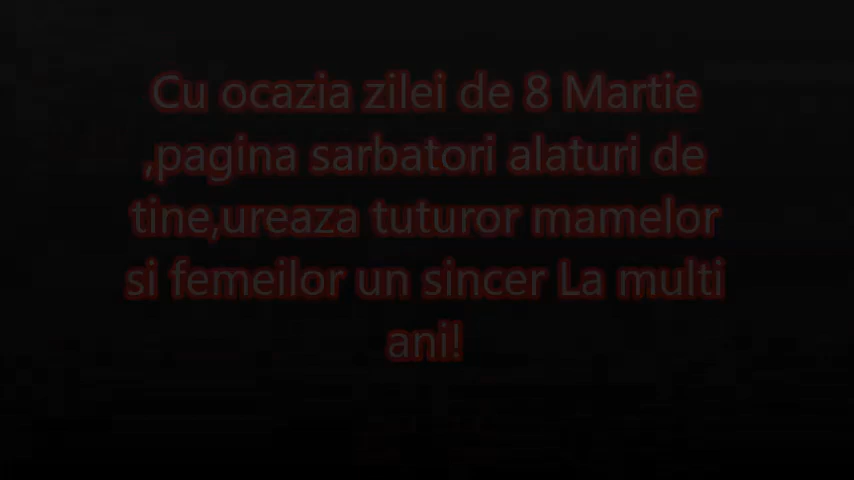 Cu ocazia zilei de 8 Martie
,pagina sarbatori alaturi de
tine,ureaza tuturor mamelor
si femeilor un sincer La multi
ani!